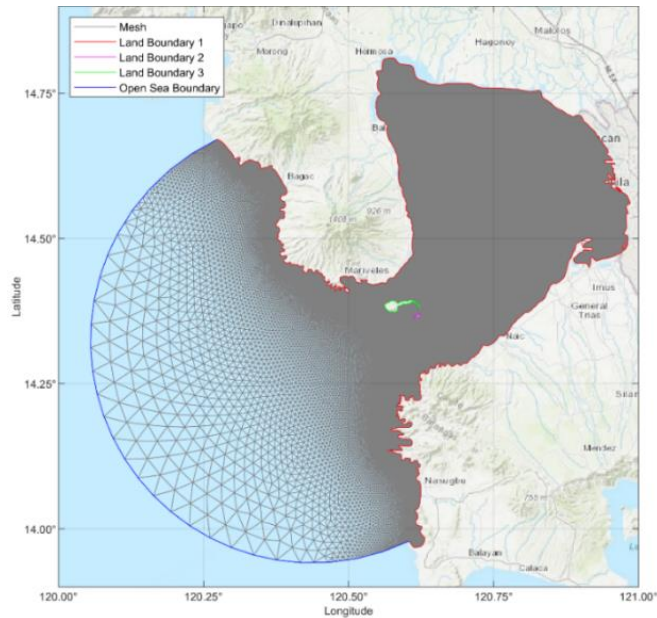 Mesh
Land Boundary 1
Land Boundary 2
Land Boundary 3
Open Sea Boundary
Dinalupihan
Morong
Hermosa
Hagonoy
Malolos
Bagac
Mariveles
Imus
General
Trias
Naic
Mendez
Nasugbu
Balayan
Calaca
14.75°
14.50°
14.25°
14.00°
Latitude
120.00°
120.25°
120.50°
120.75°
121.00°
Longitude